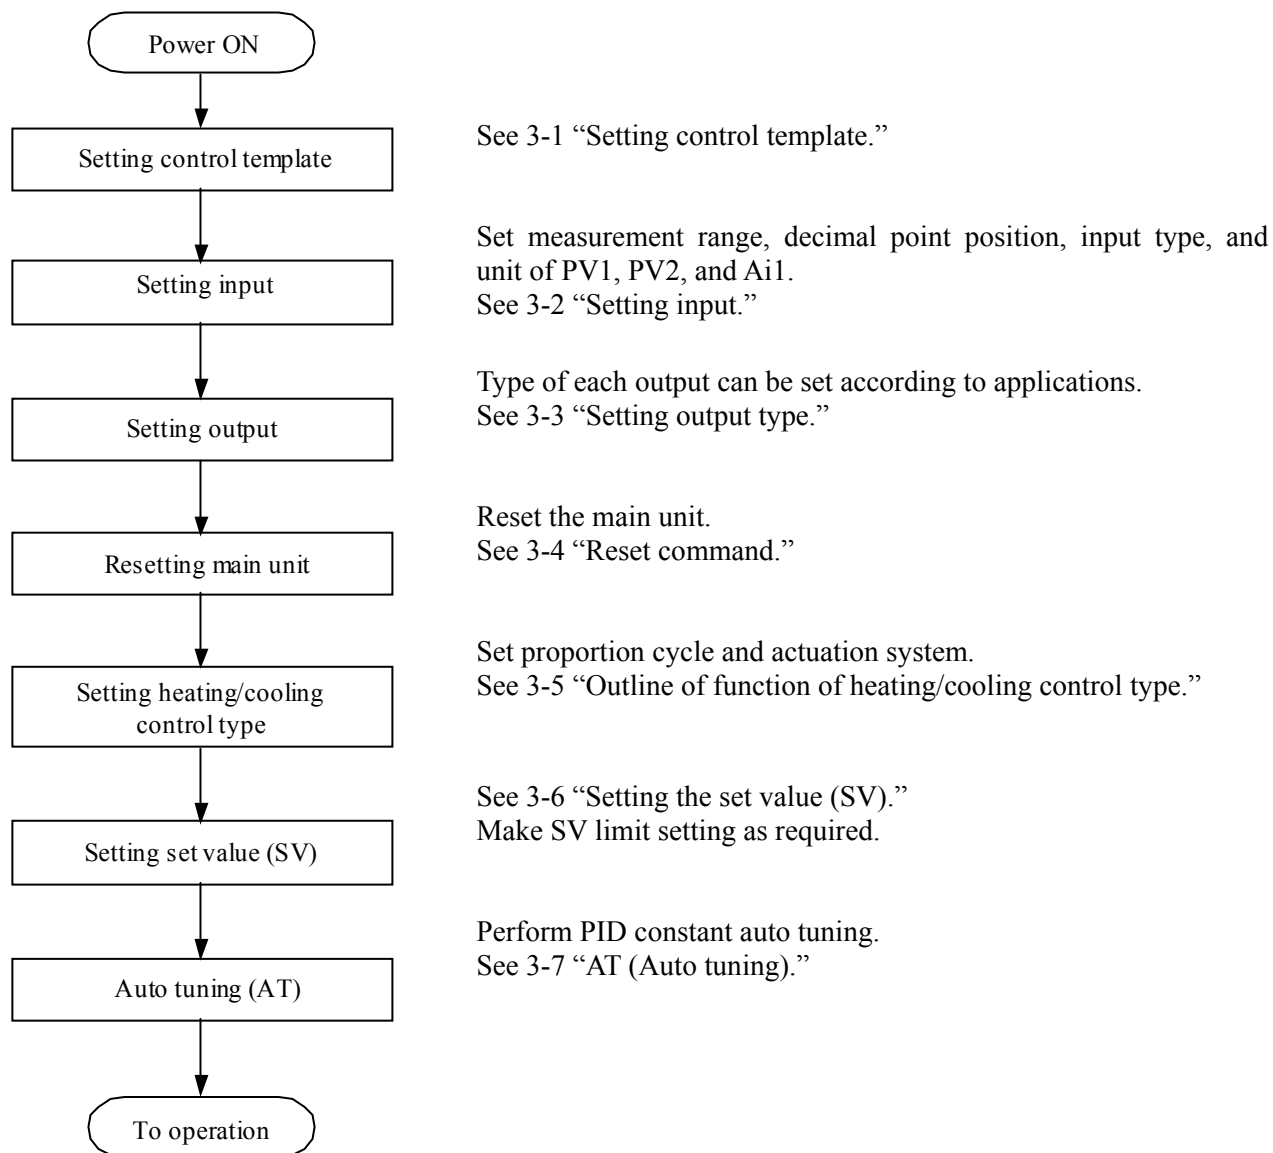 Power ON
See 3-1 “Setting control template.”
Setting control template
Set measurement range, decimal point position, input type, and
unit of PV1, PV2, and Ai1.
See 3-2 “Setting input.”
Setting input
Type of each output can be set according to applications.
See 3-3 “Setting output type.”
Setting output
Reset the main unit.
See 3-4 “Reset command.”
Resetting main unit
Set proportion cycle and actuation system.
See 3-5 “Outline of function of heating/cooling control type.”
Setting heating/cooling
control type
See 3-6 “Setting the set value (SV).”
Make SV limit setting as required.
Setting set value (SV)
Perform PID constant auto tuning.
See 3-7 “AT (Auto tuning).”
Auto tuning (AT)
To operation